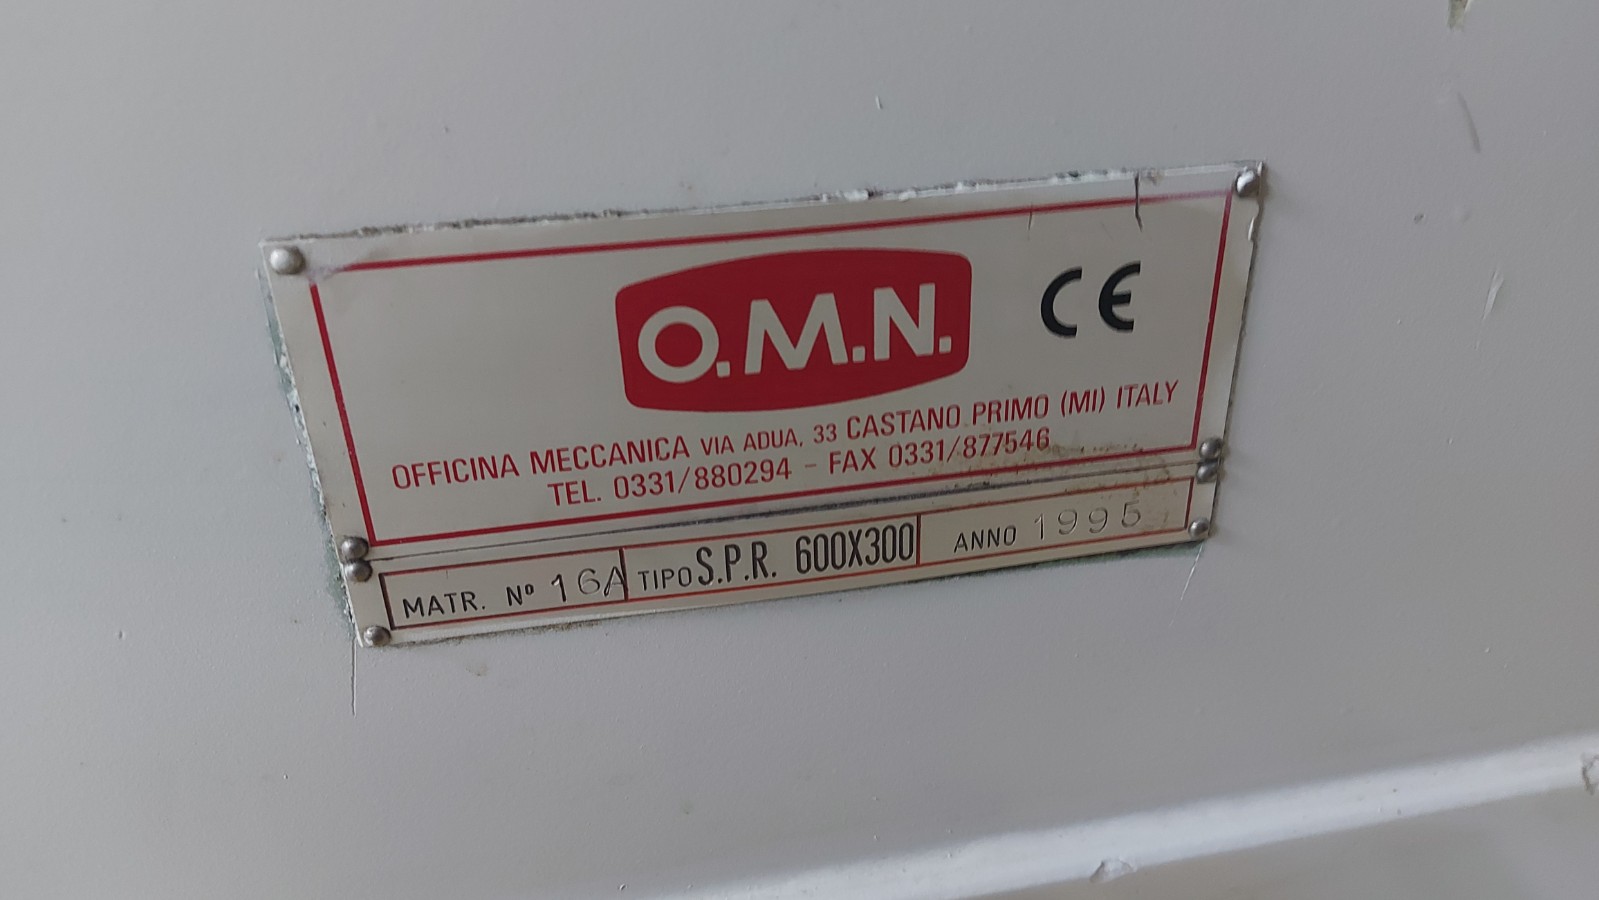 O.M.N.
CE
OFFICINA MECCANICA VIA ADUA, 33 CASTANO PRIMO (MI) ITALY
TEL. 0331/880294 - FAX 0331/877546
MATR. Nº 16A TIPO S.P.R. 600X300 ANNO 1995